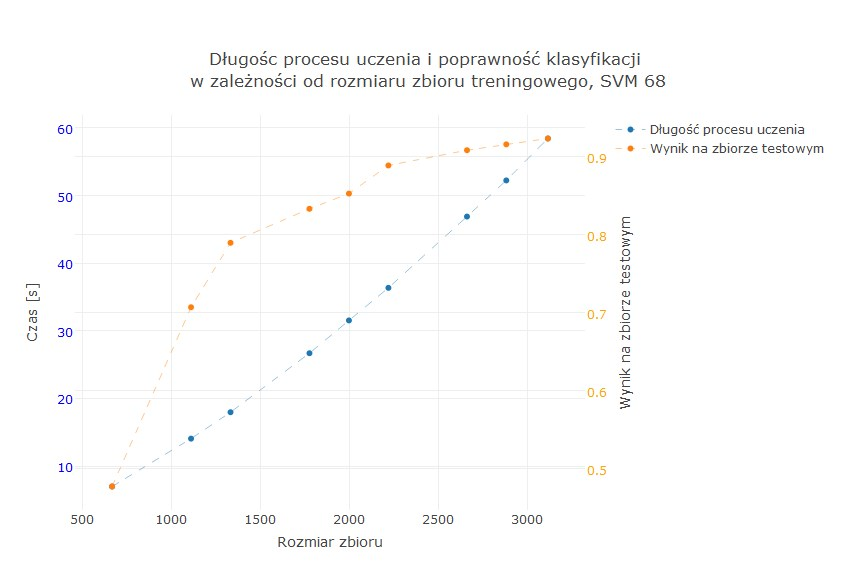 Długośc procesu uczenia i poprawność klasyfikacji
w zależności od rozmiaru zbioru treningowego, SVM 68
60
50
40
30
20
10
Czas [s]
0.9
0.8
0.7
0.6
0.5
Wynik na zbiorze testowym
Długość procesu uczenia
Wynik na zbiorze testowym
500 1000 1500 2000 2500 3000
Rozmiar zbioru